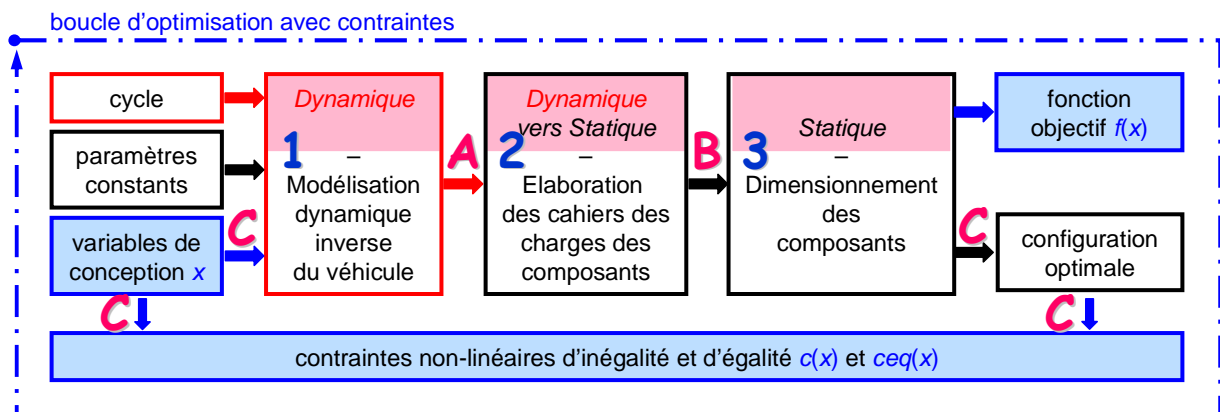 boucle d'optimisation avec contraintes
cycle
paramètres
constants
variables de
conception x
C
C
Dynamique
1
–
Modélisation
dynamique
inverse
du véhicule
A
Dynamique
vers Statique
2
–
Elaboration
des cahiers des
charges des
composants
B
Statique
3
–
Dimensionnement
des
composants
C
fonction
objectif f(x)
configuration
optimale
C
contraintes non-linéaires d'inégalité et d'égalité c(x) et ceq(x)